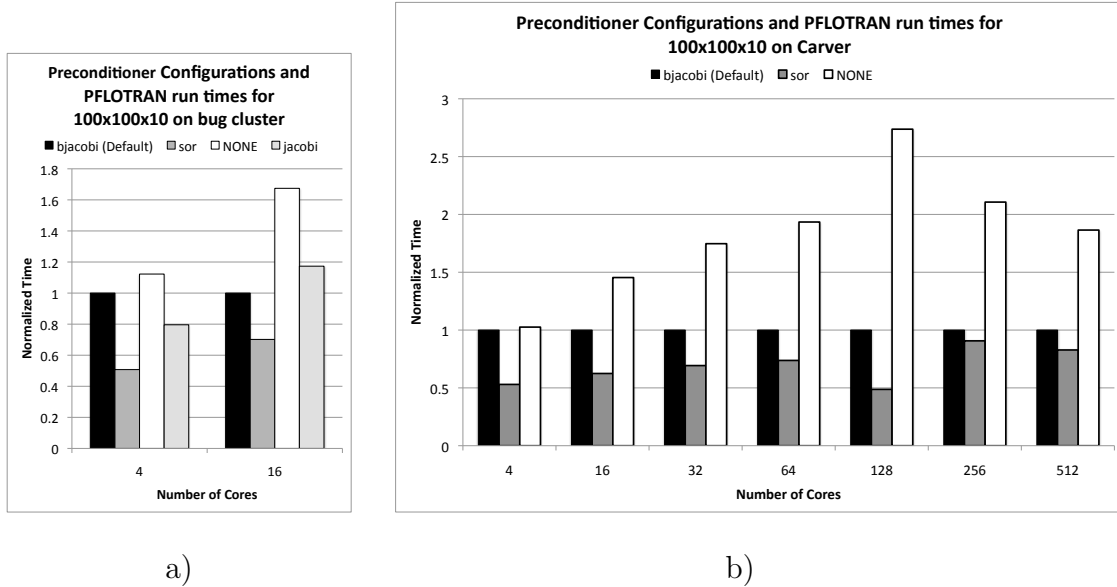 Preconditioner Configurations and
PFLOTRAN run times for
100x100x10 on bug cluster
bjacobi (Default) sor NONE jacobi
1.8
1.6
1.4
1.2
1
0.8
0.6
0.4
0.2
0
Normalized Time
4 16
Number of Cores
a)
Preconditioner Configurations and PFLOTRAN run times for
100x100x10 on Carver
bjacobi (Default) sor NONE
3
2.5
2
1.5
1
0.5
0
Normalized Time
4 16 32 64 128 256 512
Number of Cores
b)